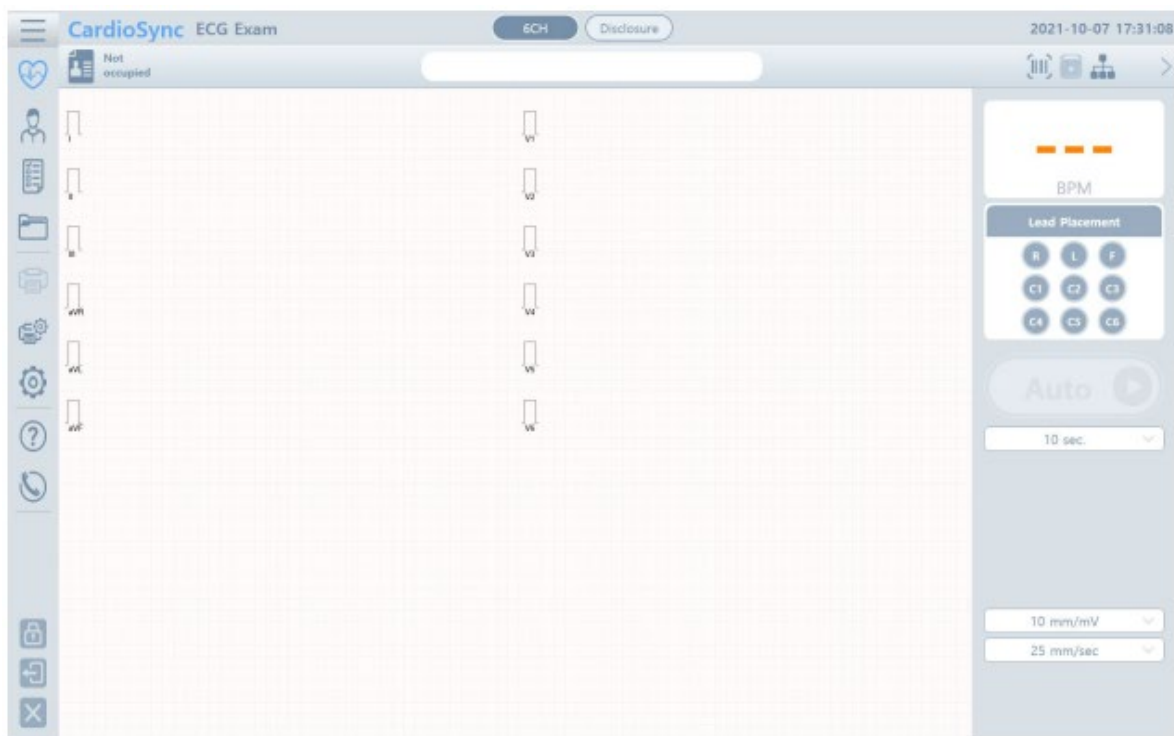 CardioSync ECG Exam 6CH Disclosure 2021-10-07 17:31:08
Not
occupied
I V1
II V2
III V3
aVR V4
aVL V5
aVF V6
BPM
Lead Placement
R L F
C1 C2 C3
C4 C5 C6
Auto
10 sec.
10 mm/mV
25 mm/sec